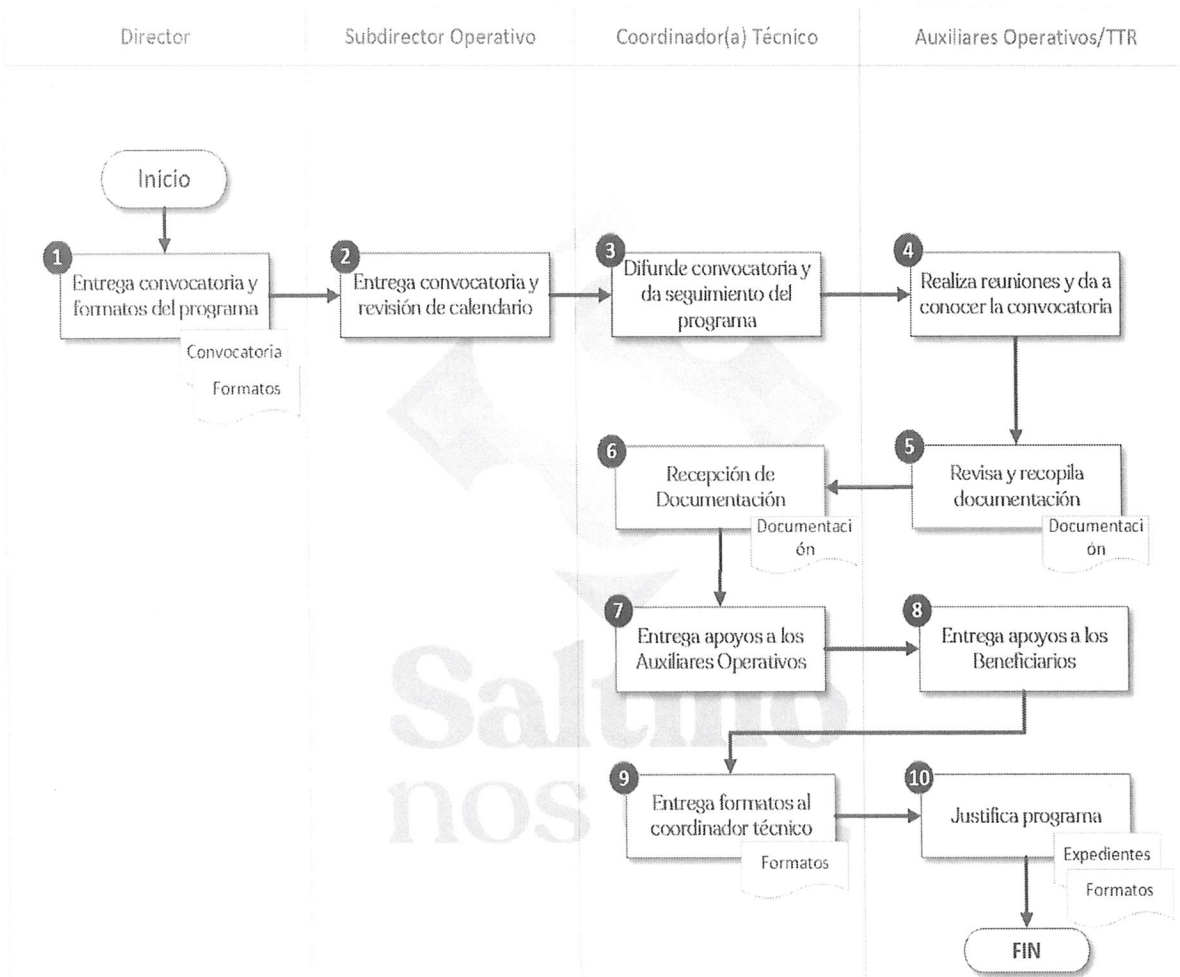 Director
Subdirector Operativo
Coordinador(a) Técnico
Auxiliares Operativos/TTR
Inicio
1
Entrega convocatoria y
formatos del programa
Convocatoria
Formatos
2
Entrega convocatoria y
revisión de calendario
3
Difunde convocatoria y
da seguimiento del
programa
4
Realiza reuniones y da a
conocer la convocatoria
5
Revisa y recopila
documentación
Documentaci
ón
6
Recepción de
Documentación
Documentaci
ón
7
Entrega apoyos a los
Auxiliares Operativos
8
Entrega apoyos a los
Beneficiarios
9
Entrega formatos al
coordinador técnico
Formatos
10
Justifica programa
Expedientes
Formatos
FIN
Saltillo
nos